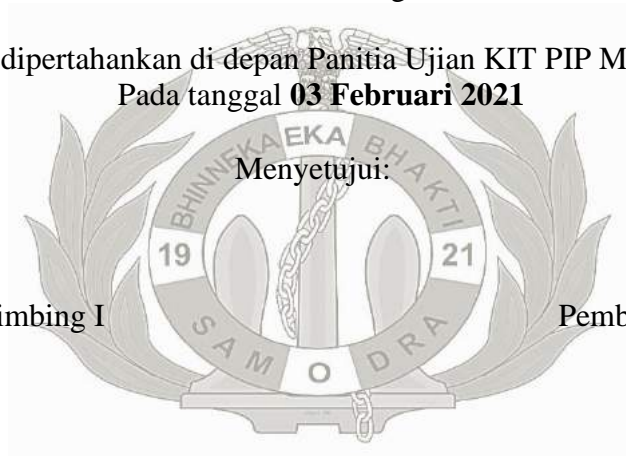 dipertahankan di depan Panitia Ujian KIT PIP M
Pada tanggal 03 Februari 2021
EKA
BHINNEKA BHAKTI
Menyetujui:
19 21
imbing I Pemb
SAMODRA